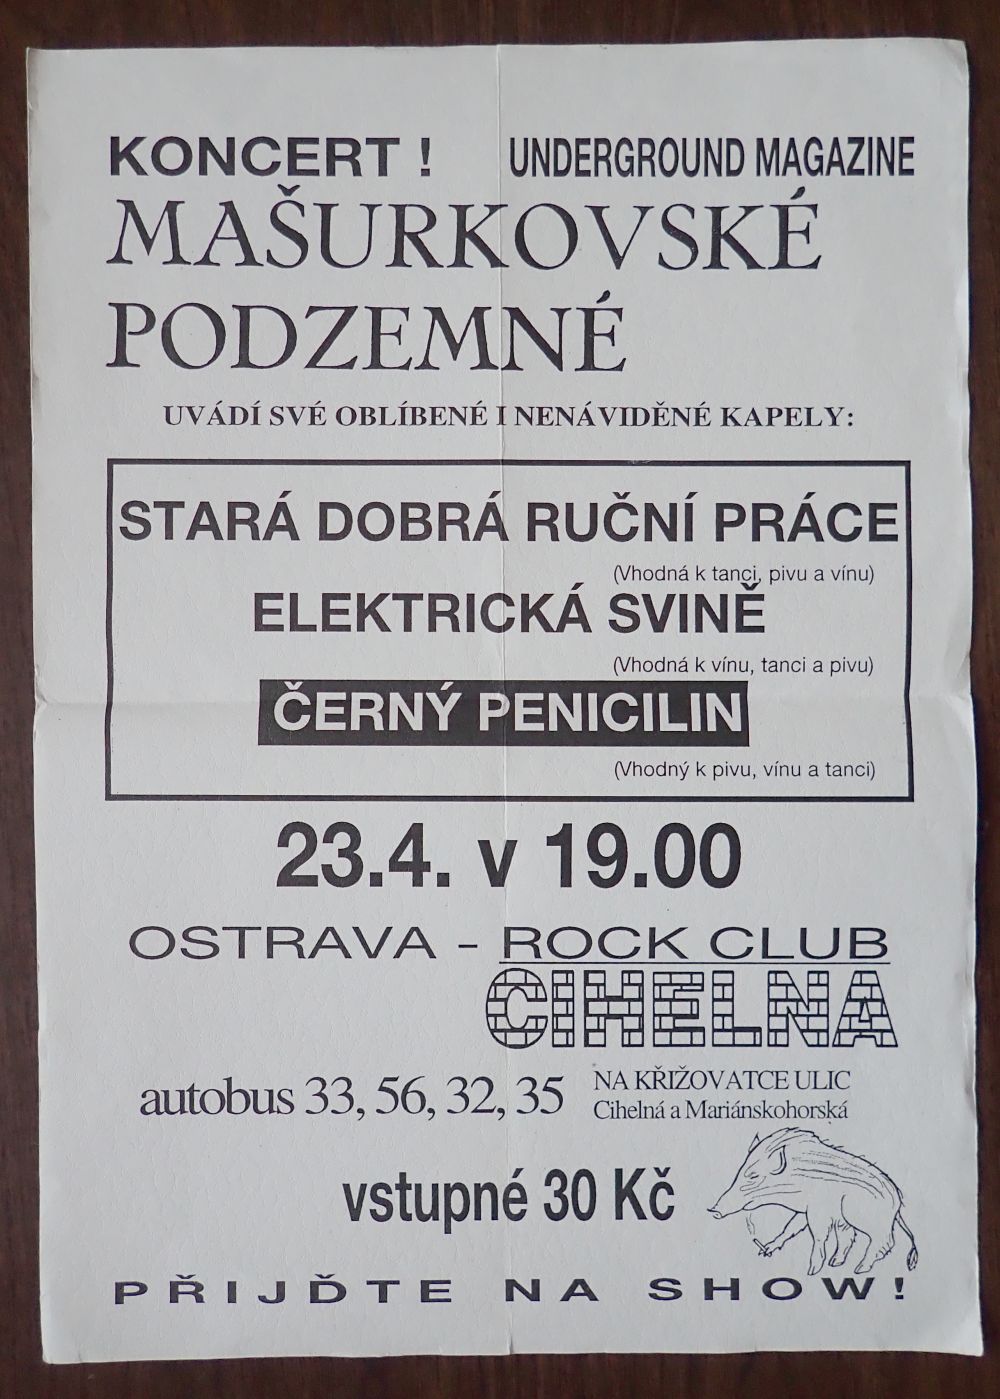 KONCERT ! UNDERGROUND MAGAZINE
MAŠURKOVSKÉ
PODZEMNÉ
UVÁDÍ SVÉ OBLÍBENÉ I NENÁVIDĚNÉ KAPELY:
STARÁ DOBRÁ RUČNÍ PRÁCE
(Vhodná k tanci, pivu a vínu)
ELEKTRICKÁ SVINĚ
(Vhodná k vínu, tanci a pivu)
ČERNÝ PENICILIN
(Vhodný k pivu, vínu a tanci)
23.4. v 19.00
OSTRAVA - ROCK CLUB
CIHELNA
autobus 33, 56, 32, 35
NA KŘIŽOVATCE ULIC
Cihelná a Mariánskohorská
vstupné 30 Kč
PŘIJĎTE NA SHOW!